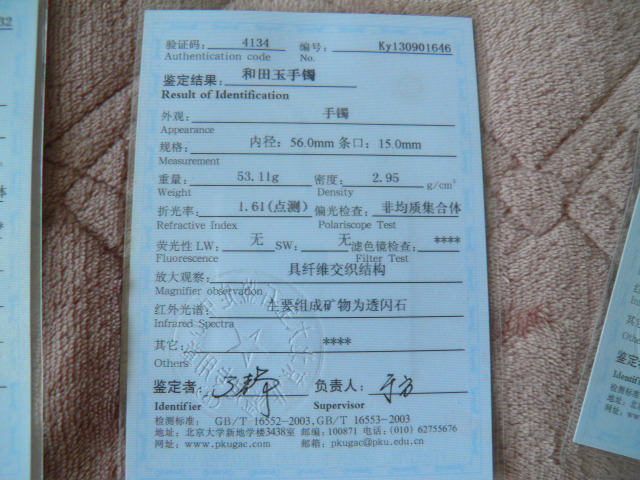 验证码: 4134 编号: Ky130901646
Authentication code No.
鉴定结果: 和田玉手镯
Result of Identification
外观: 手镯
Appearance
规格: 内径: 56.0mm 条口: 15.0mm
Measurement
重量: 53.11g 密度: 2.95 g/cm³
Weight Density
折光率: 1.61(点测) 偏光检查: 非均质集合体
Refractive Index Polariscope Test
荧光性 LW: 无 SW: 无 滤色镜检查: ****
Fluorescence Filter Test
放大观察: 具纤维交织结构
Magnifier observation
红外光谱: 主要组成矿物为透闪石
Infrared Spectra
其它: ****
Others
鉴定者: 负责人: 于方
Identifier Supervisor
检测标准: GB/T 16552-2003 GB/T 16553-2003
地址: 北京大学新地学楼3438室 邮编: 100871 电话: (010) 62755676
网址: www.pkugac.com 邮箱: pkugac@pku.edu.cn